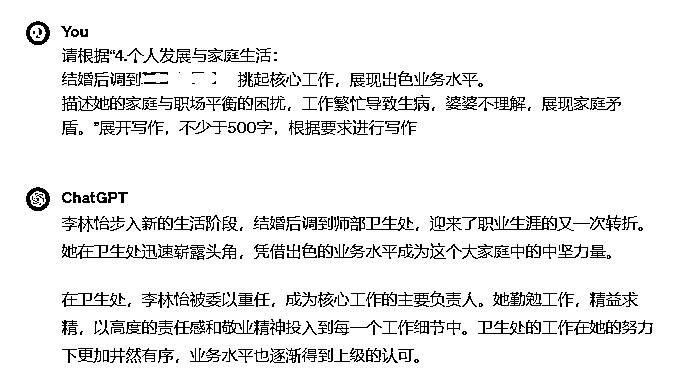 You
请根据“4.个人发展与家庭生活：
结婚后调到 挑起核心工作，展现出色业务水平。
描述她的家庭与职场平衡的困扰，工作繁忙导致生病，婆婆不理解，展现家庭矛
盾。”展开写作，不少于500字，根据要求进行写作
ChatGPT
李林怡步入新的生活阶段，结婚后调到师部卫生处，迎来了职业生涯的又一次转折。
她在卫生处迅速崭露头角，凭借出色的业务水平成为这个大家庭中的中坚力量。
在卫生处，李林怡被委以重任，成为核心工作的主要负责人。她勤勉工作，精益求
精，以高度的责任感和敬业精神投入到每一个工作细节中。卫生处的工作在她的努力
下更加井然有序，业务水平也逐渐得到上级的认可。